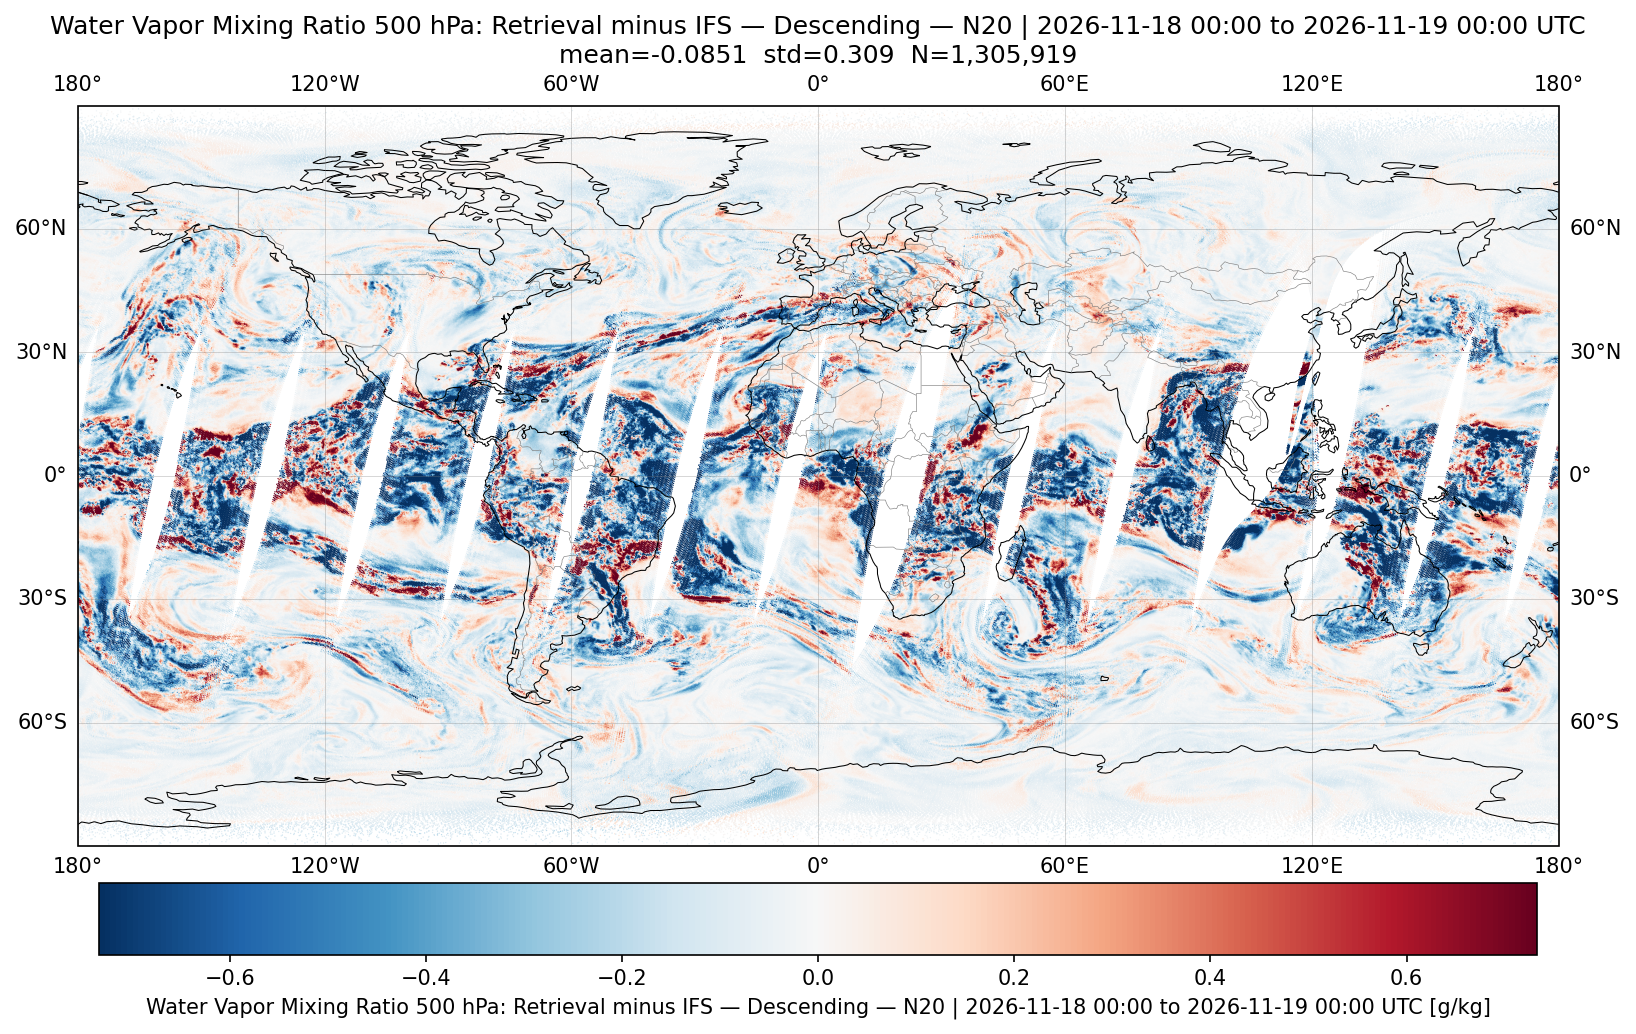 Water Vapor Mixing Ratio 500 hPa: Retrieval minus IFS — Descending — N20 | 2026-11-18 00:00 to 2026-11-19 00:00 UTC
mean=-0.0851  std=0.309  N=1,305,919
180° 120°W 60°W 0° 60°E 120°E 180°
60°N 60°N
30°N 30°N
0° 0°
30°S 30°S
60°S 60°S
180° 120°W 60°W 0° 60°E 120°E 180°
−0.6 −0.4 −0.2 0.0 0.2 0.4 0.6
Water Vapor Mixing Ratio 500 hPa: Retrieval minus IFS — Descending — N20 | 2026-11-18 00:00 to 2026-11-19 00:00 UTC [g/kg]